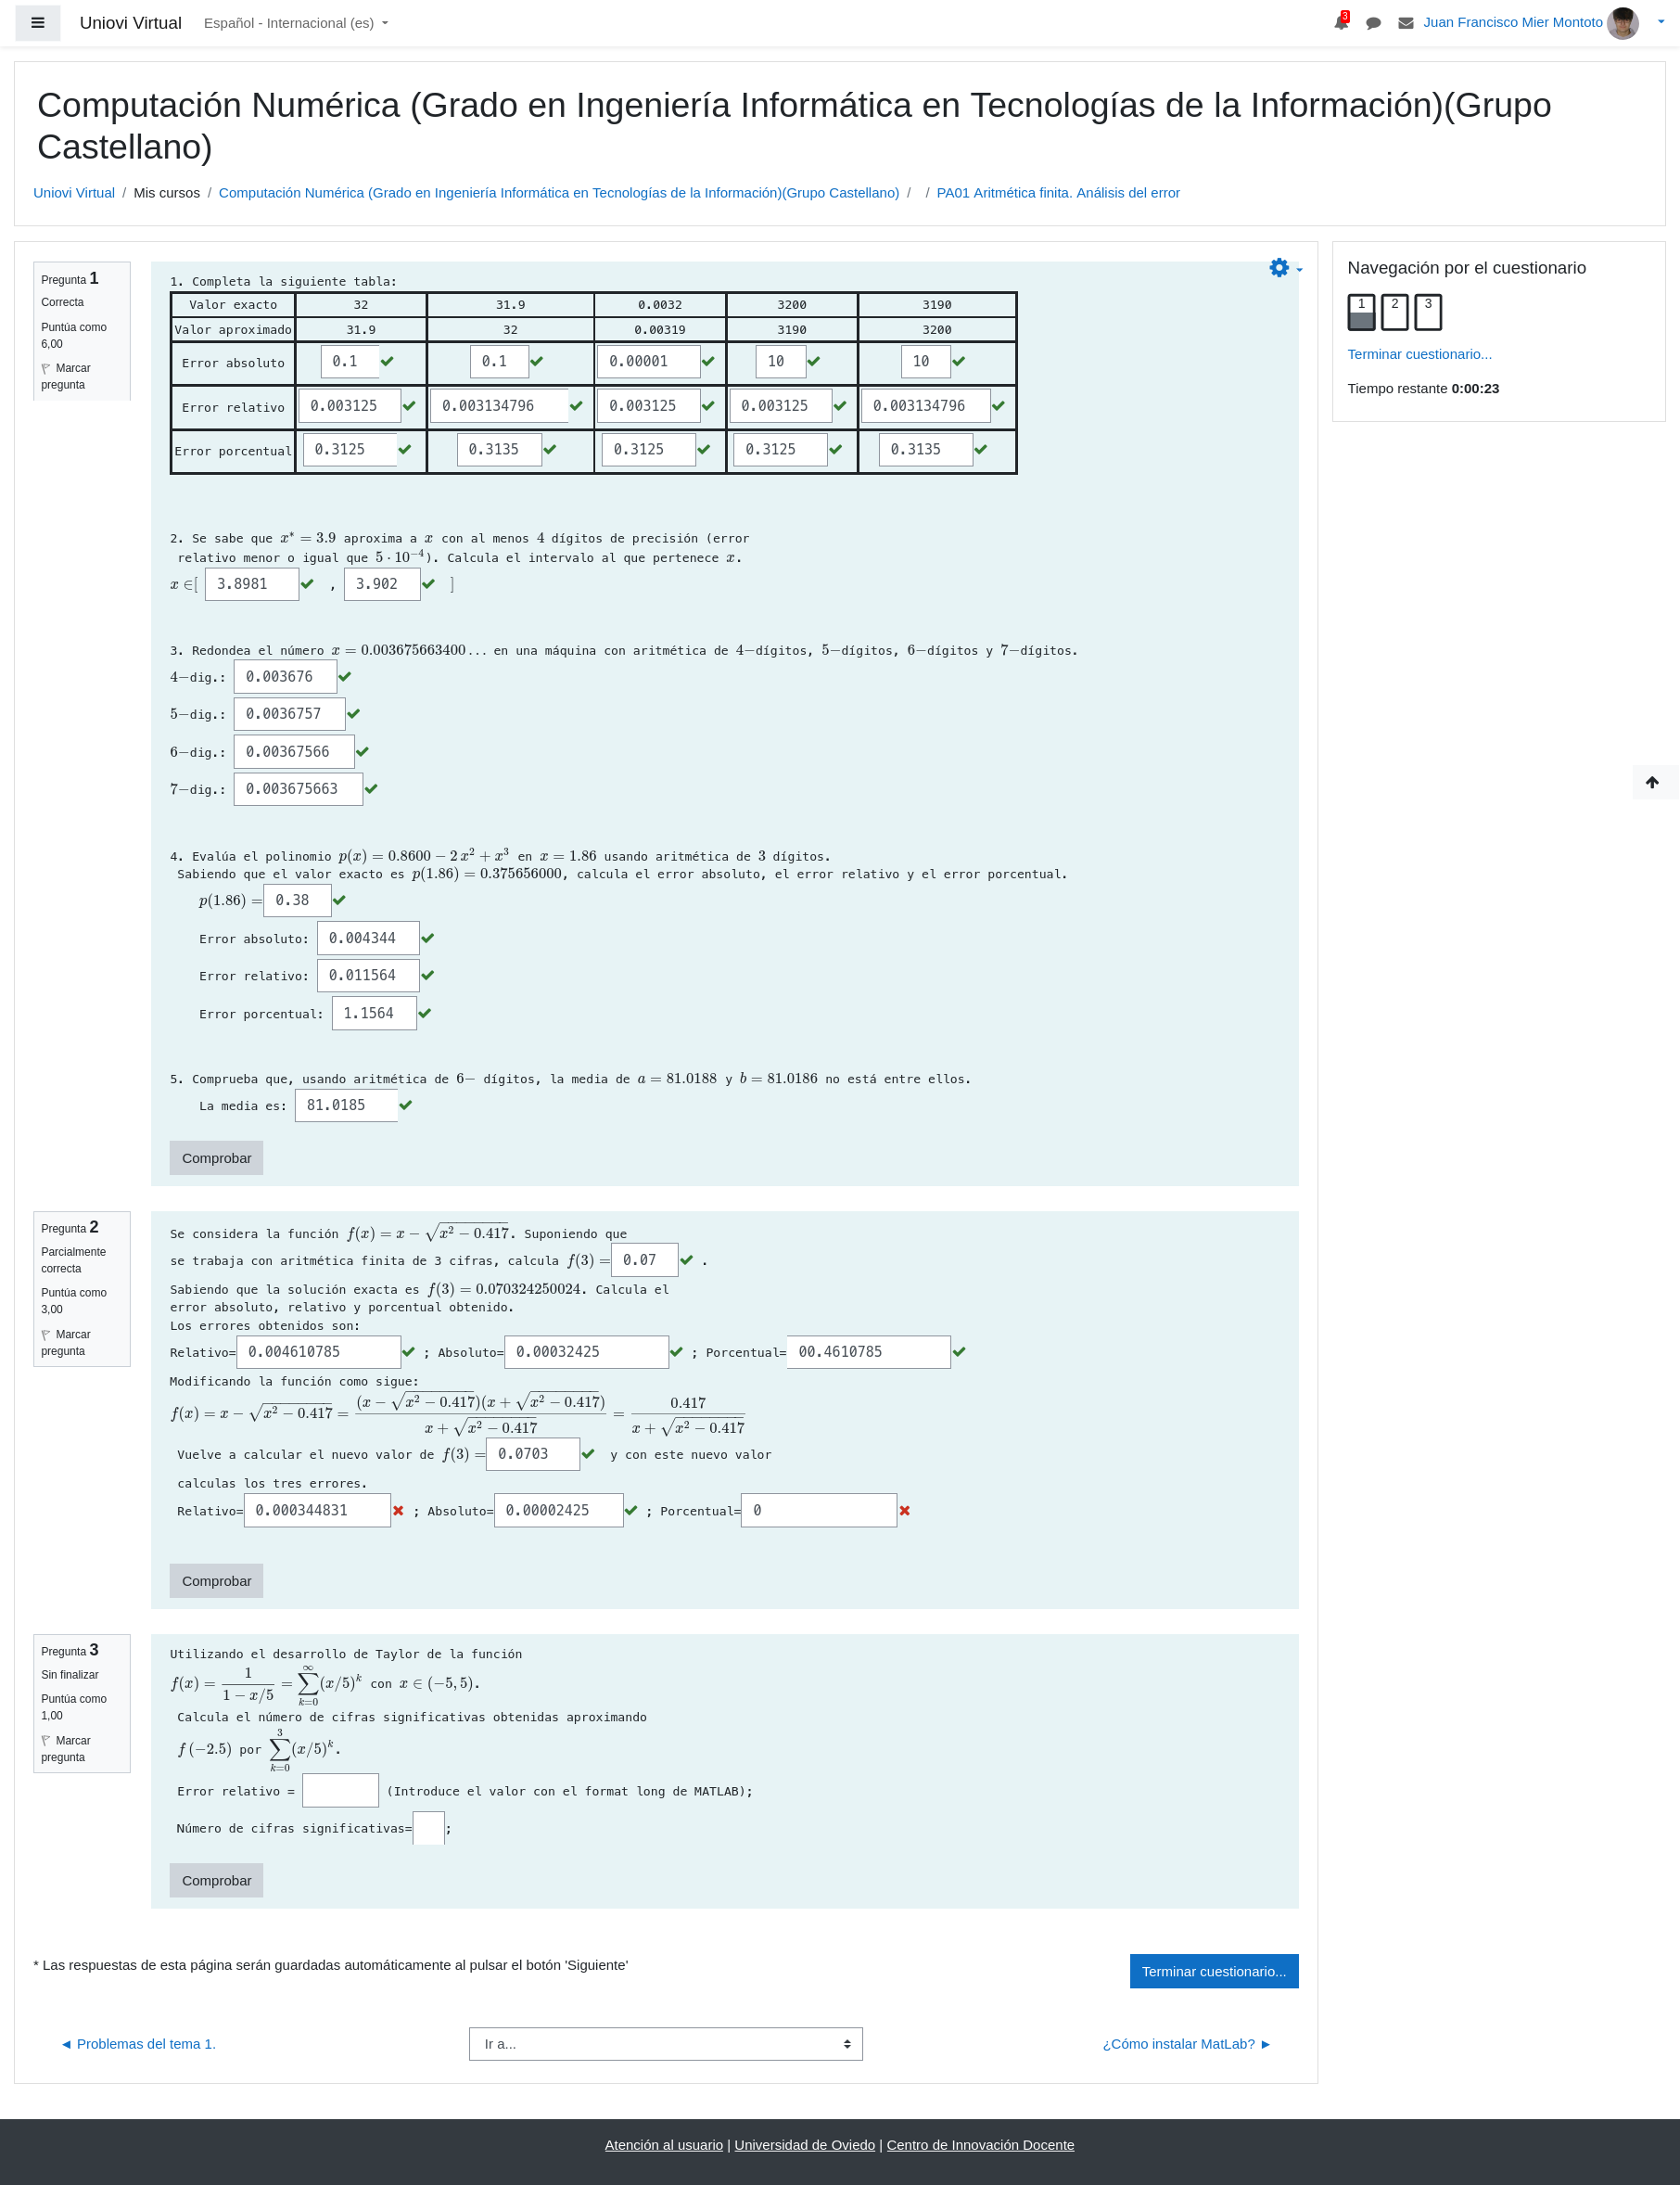 Uniovi Virtual Español - Internacional (es) 3 Juan Francisco Mier Montoto
Computación Numérica (Grado en Ingeniería Informática en Tecnologías de la Información)(Grupo
Castellano)
Uniovi Virtual / Mis cursos / Computación Numérica (Grado en Ingeniería Informática en Tecnologías de la Información)(Grupo Castellano) / / PA01 Aritmética finita. Análisis del error
Pregunta 1
Correcta
Puntúa como
6,00
Marcar
pregunta
1. Completa la siguiente tabla:
Valor exacto 32 31.9 0.0032 3200 3190
Valor aproximado 31.9 32 0.00319 3190 3200
Error absoluto 0.1 0.1 0.00001 10 10
Error relativo 0.003125 0.003134796 0.003125 0.003125 0.003134796
Error porcentual 0.3125 0.3135 0.3125 0.3125 0.3135
2. Se sabe que x* = 3.9 aproxima a x con al menos 4 dígitos de precisión (error
relativo menor o igual que 5 · 10^{-4}). Calcula el intervalo al que pertenece x.
x ∈[ 3.8981 , 3.902 ]
3. Redondea el número x = 0.003675663400... en una máquina con aritmética de 4−dígitos, 5−dígitos, 6−dígitos y 7−dígitos.
4−dig.: 0.003676
5−dig.: 0.0036757
6−dig.: 0.00367566
7−dig.: 0.003675663
4. Evalúa el polinomio p(x) = 0.8600 − 2 x² + x³ en x = 1.86 usando aritmética de 3 dígitos.
Sabiendo que el valor exacto es p(1.86) = 0.375656000, calcula el error absoluto, el error relativo y el error porcentual.
p(1.86) = 0.38
Error absoluto: 0.004344
Error relativo: 0.011564
Error porcentual: 1.1564
5. Comprueba que, usando aritmética de 6− dígitos, la media de a = 81.0188 y b = 81.0186 no está entre ellos.
La media es: 81.0185
Comprobar
Pregunta 2
Parcialmente
correcta
Puntúa como
3,00
Marcar
pregunta
Se considera la función f(x) = x − √(x² − 0.417). Suponiendo que
se trabaja con aritmética finita de 3 cifras, calcula f(3) = 0.07 .
Sabiendo que la solución exacta es f(3) = 0.070324250024. Calcula el
error absoluto, relativo y porcentual obtenido.
Los errores obtenidos son:
Relativo= 0.004610785 ; Absoluto= 0.00032425 ; Porcentual= 00.4610785
Modificando la función como sigue:
f(x) = x − √(x² − 0.417) = (x − √(x² − 0.417))(x + √(x² − 0.417)) / (x + √(x² − 0.417)) = 0.417 / (x + √(x² − 0.417))
Vuelve a calcular el nuevo valor de f(3) = 0.0703 y con este nuevo valor
calculas los tres errores.
Relativo= 0.000344831 ; Absoluto= 0.00002425 ; Porcentual= 0
Comprobar
Pregunta 3
Sin finalizar
Puntúa como
1,00
Marcar
pregunta
Utilizando el desarrollo de Taylor de la función
f(x) = 1 / (1 − x/5) = ∑_{k=0}^{∞} (x/5)^k con x ∈ (−5, 5).
Calcula el número de cifras significativas obtenidas aproximando
f (−2.5) por ∑_{k=0}^{3} (x/5)^k.
Error relativo = (Introduce el valor con el format long de MATLAB);
Número de cifras significativas= ;
Comprobar
* Las respuestas de esta página serán guardadas automáticamente al pulsar el botón 'Siguiente'
Terminar cuestionario...
◄ Problemas del tema 1. Ir a... ¿Cómo instalar MatLab? ►
Navegación por el cuestionario
1 2 3
Terminar cuestionario...
Tiempo restante 0:00:23
Atención al usuario | Universidad de Oviedo | Centro de Innovación Docente